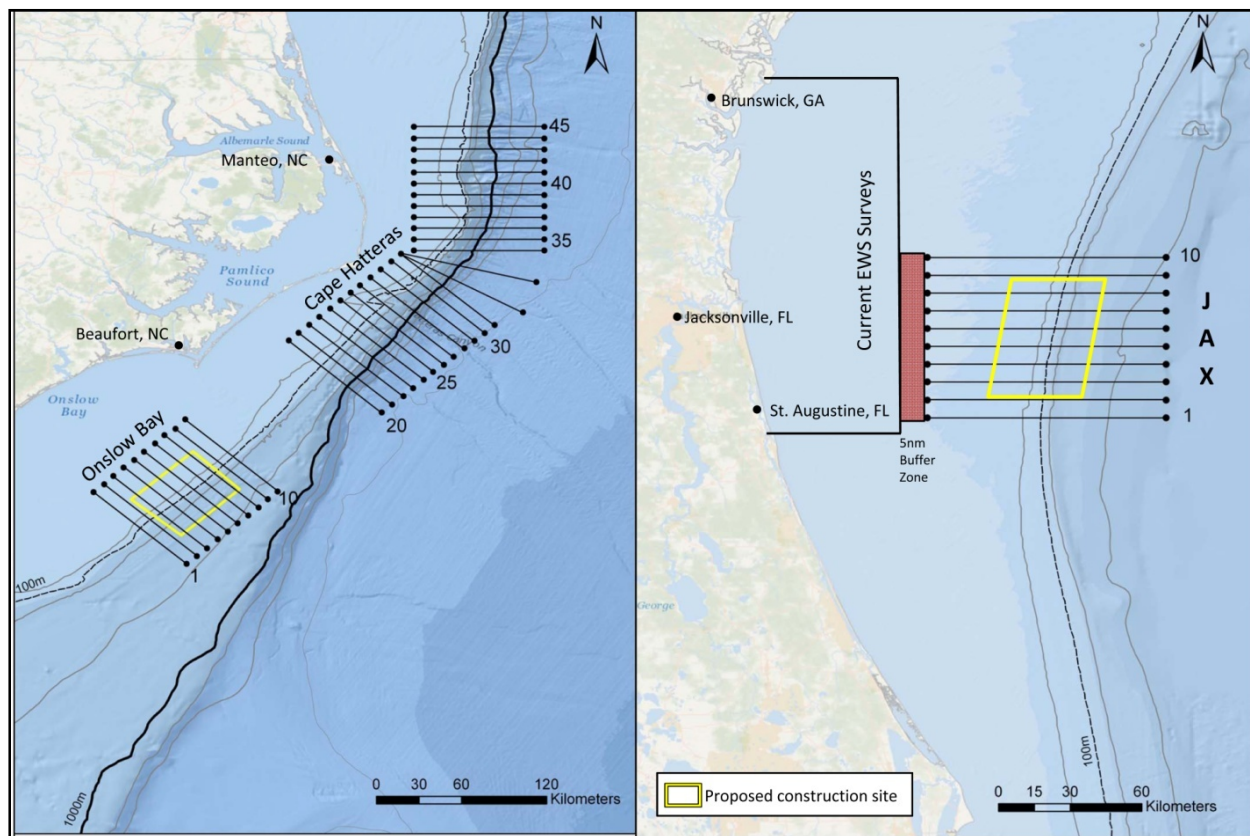 N
45
Albemarle Sound
Manteo, NC
40
35
Cape Hatteras
Pamlico
Sound
Beaufort, NC
30
25
20
Onslow
Bay
Onslow Bay
10
1
100m
1000m
0 30 60 120
Kilometers
N
Brunswick, GA
Current EWS Surveys
10
J
Jacksonville, FL
A
X
St. Augustine, FL
1
5nm
Buffer
Zone
George
100m
Proposed construction site
0 15 30 60
Kilometers